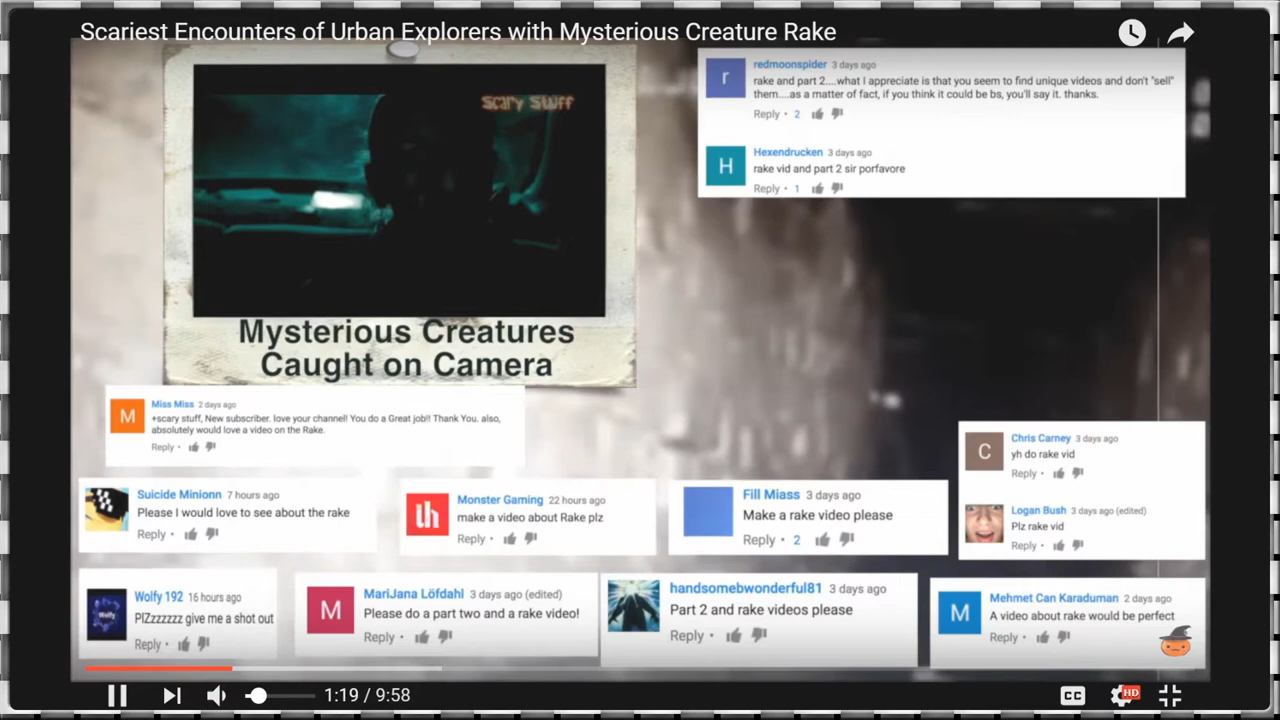 Scariest Encounters of Urban Explorers with Mysterious Creature Rake
Scary Stuff
Mysterious Creatures
Caught on Camera
r
redmoonspider 3 days ago
rake and part 2....what I appreciate is that you seem to find unique videos and don't "sell"
them....as a matter of fact, if you think it could be bs, you'll say it. thanks.
Reply • 2
H
Hexendrucken 3 days ago
rake vid and part 2 sir porfavore
Reply • 1
M
Miss Miss 2 days ago
+scary stuff, New subscriber. love your channel! You do a Great job!! Thank You. also,
absolutely would love a video on the Rake.
Reply •
Suicide Minionn 7 hours ago
Please I would love to see about the rake
Reply •
Monster Gaming 22 hours ago
make a video about Rake plz
Reply •
Fill Miass 3 days ago
Make a rake video please
Reply • 2
C
Chris Carney 3 days ago
yh do rake vid
Reply •
Logan Bush 3 days ago (edited)
Plz rake vid
Reply •
Wolfy
Wolfy 192 16 hours ago
PlZzzzzzz give me a shot out
Reply •
M
MariJana Löfdahl 3 days ago (edited)
Please do a part two and a rake video!
Reply •
handsomebwonderful81 3 days ago
Part 2 and rake videos please
Reply •
M
Mehmet Can Karaduman 2 days ago
A video about rake would be perfect
Reply •
1:19 / 9:58
CC
HD